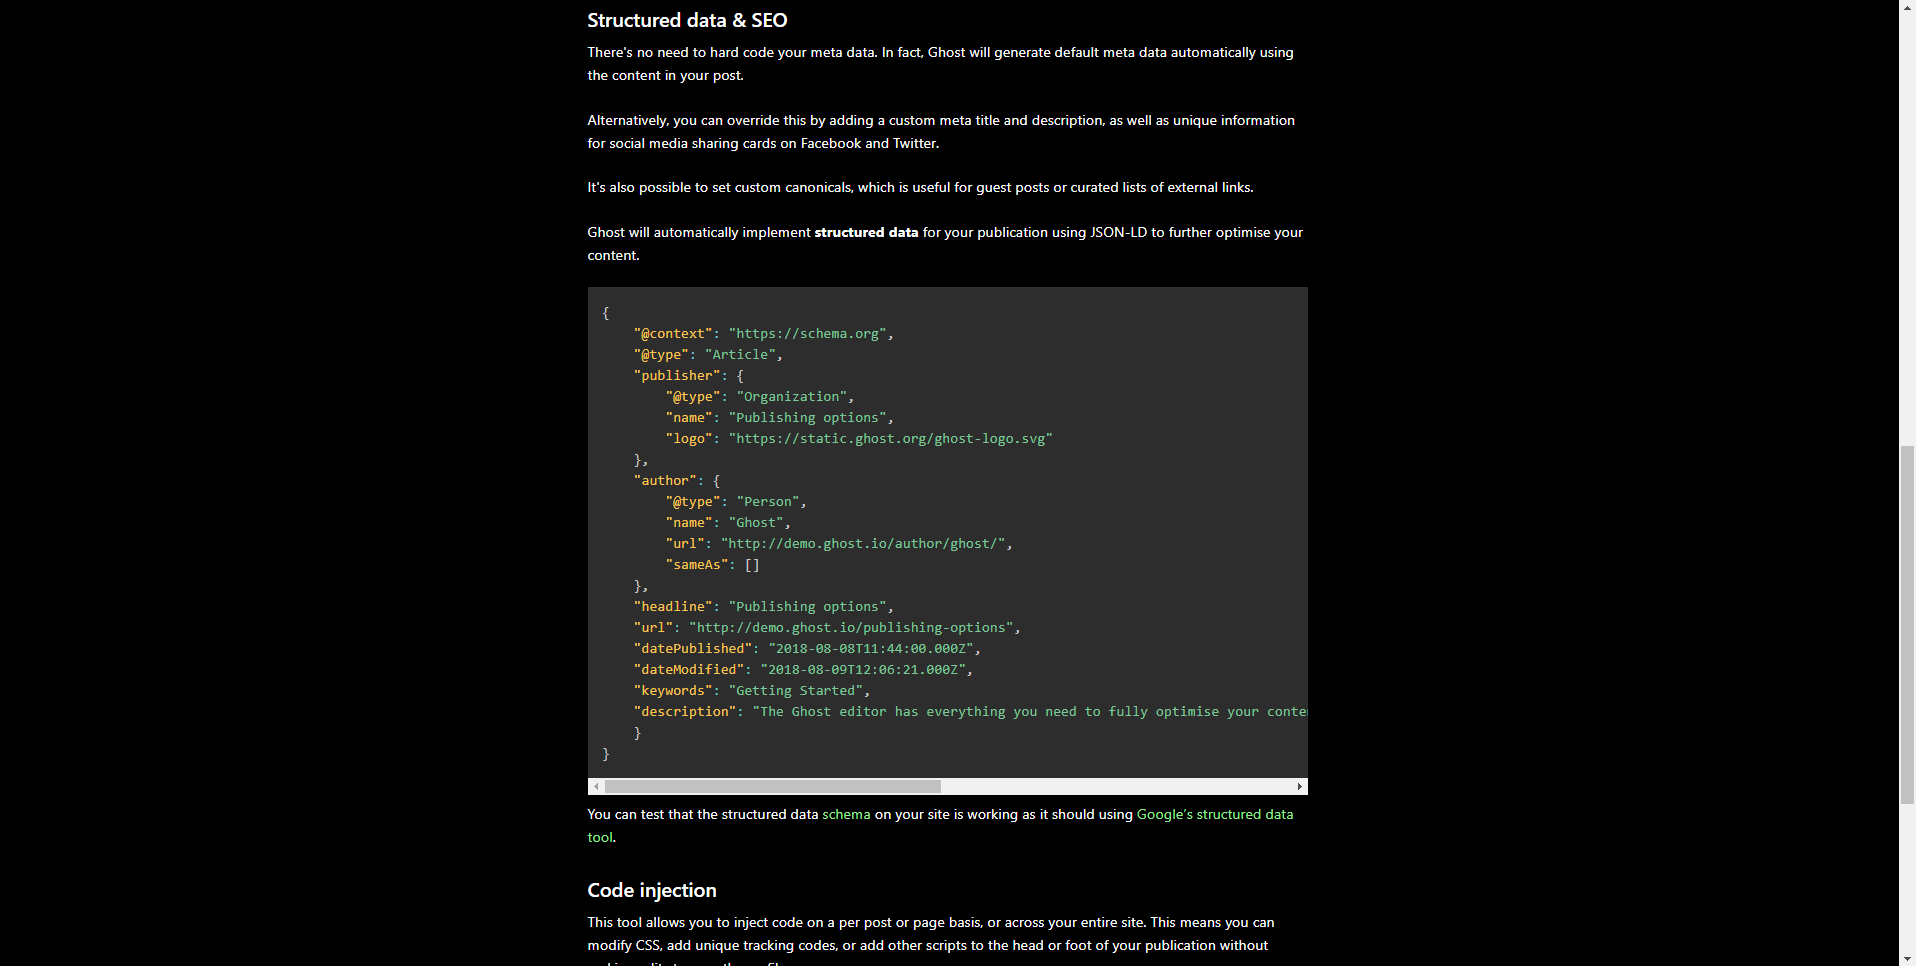 Structured data & SEO
There's no need to hard code your meta data. In fact, Ghost will generate default meta data automatically using
the content in your post.
Alternatively, you can override this by adding a custom meta title and description, as well as unique information
for social media sharing cards on Facebook and Twitter.
It's also possible to set custom canonicals, which is useful for guest posts or curated lists of external links.
Ghost will automatically implement structured data for your publication using JSON-LD to further optimise your
content.
{
    "@context": "https://schema.org",
    "@type": "Article",
    "publisher": {
        "@type": "Organization",
        "name": "Publishing options",
        "logo": "https://static.ghost.org/ghost-logo.svg"
    },
    "author": {
        "@type": "Person",
        "name": "Ghost",
        "url": "http://demo.ghost.io/author/ghost/",
        "sameAs": []
    },
    "headline": "Publishing options",
    "url": "http://demo.ghost.io/publishing-options",
    "datePublished": "2018-08-08T11:44:00.000Z",
    "dateModified": "2018-08-09T12:06:21.000Z",
    "keywords": "Getting Started",
    "description": "The Ghost editor has everything you need to fully optimise your conte
    }
}
You can test that the structured data schema on your site is working as it should using Google’s structured data
tool.
Code injection
This tool allows you to inject code on a per post or page basis, or across your entire site. This means you can
modify CSS, add unique tracking codes, or add other scripts to the head or foot of your publication without